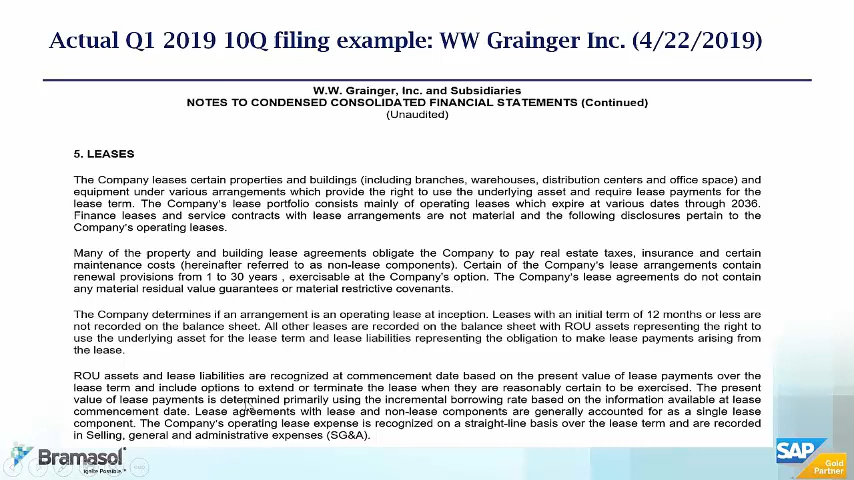 Actual Q1 2019 10Q filing example: WW Grainger Inc. (4/22/2019)
W.W. Grainger, Inc. and Subsidiaries
NOTES TO CONDENSED CONSOLIDATED FINANCIAL STATEMENTS (Continued)
(Unaudited)
5. LEASES
The Company leases certain properties and buildings (including branches, warehouses, distribution centers and office space) and
equipment under various arrangements which provide the right to use the underlying asset and require lease payments for the
lease term. The Company's lease portfolio consists mainly of operating leases which expire at various dates through 2036.
Finance leases and service contracts with lease arrangements are not material and the following disclosures pertain to the
Company's operating leases.
Many of the property and building lease agreements obligate the Company to pay real estate taxes, insurance and certain
maintenance costs (hereinafter referred to as non-lease components). Certain of the Company's lease arrangements contain
renewal provisions from 1 to 30 years , exercisable at the Company's option. The Company's lease agreements do not contain
any material residual value guarantees or material restrictive covenants.
The Company determines if an arrangement is an operating lease at inception. Leases with an initial term of 12 months or less are
not recorded on the balance sheet. All other leases are recorded on the balance sheet with ROU assets representing the right to
use the underlying asset for the lease term and lease liabilities representing the obligation to make lease payments arising from
the lease.
ROU assets and lease liabilities are recognized at commencement date based on the present value of lease payments over the
lease term and include options to extend or terminate the lease when they are reasonably certain to be exercised. The present
value of lease payments is determined primarily using the incremental borrowing rate based on the information available at lease
commencement date. Lease agreements with lease and non-lease components are generally accounted for as a single lease
component. The Company's operating lease expense is recognized on a straight-line basis over the lease term and are recorded
in Selling, general and administrative expenses (SG&A).
Bramasol
Ignite Possible.™
SAP
Gold
Partner